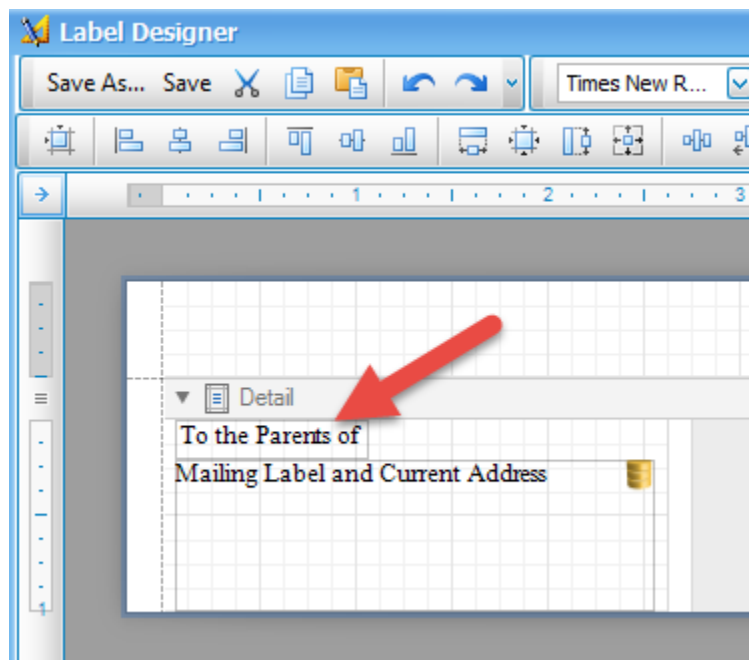 Label Designer
Save As... Save Times New R...
1 2 3
Detail
To the Parents of
Mailing Label and Current Address
1